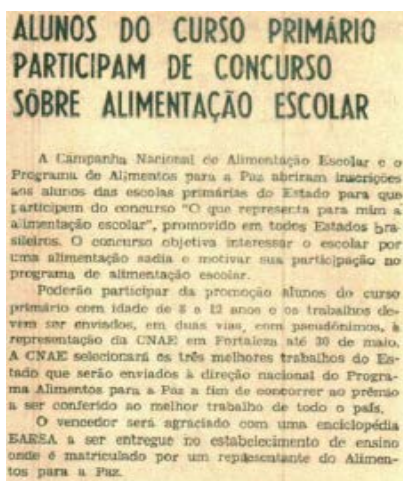 ALUNOS DO CURSO PRIMÁRIO
PARTICIPAM DE CONCURSO
SÔBRE ALIMENTAÇÃO ESCOLAR
A Campanha Nacional de Alimentação Escolar e o
Programa de Alimentos para a Paz abriram inscrições
aos alunos das escolas primárias do Estado para que
participem do concurso "O que representa para mim a
alimentação escolar", promovido em todos Estados bra-
sileiros. O concurso objetiva interessar o escolar por
uma alimentação sadia e motivar sua participação no
programa de alimentação escolar.
Poderão participar da promoção alunos do curso
primário com idade de 8 a 12 anos e os trabalhos de-
vem ser enviados, em duas vias, com pseudônimos, à
representação da CNAE em Fortaleza até 30 de maio.
A CNAE selecionará os três melhores trabalhos do Es-
tado que serão enviados à direção nacional do Progra-
ma Alimentos para a Paz a fim de concorrer ao prêmio
a ser conferido ao melhor trabalho de todo o país.
O vencedor será agraciado com uma enciclopédia
BARSA a ser entregue no estabelecimento de ensino
onde é matriculado por um representante do Alimen-
tos para a Paz.